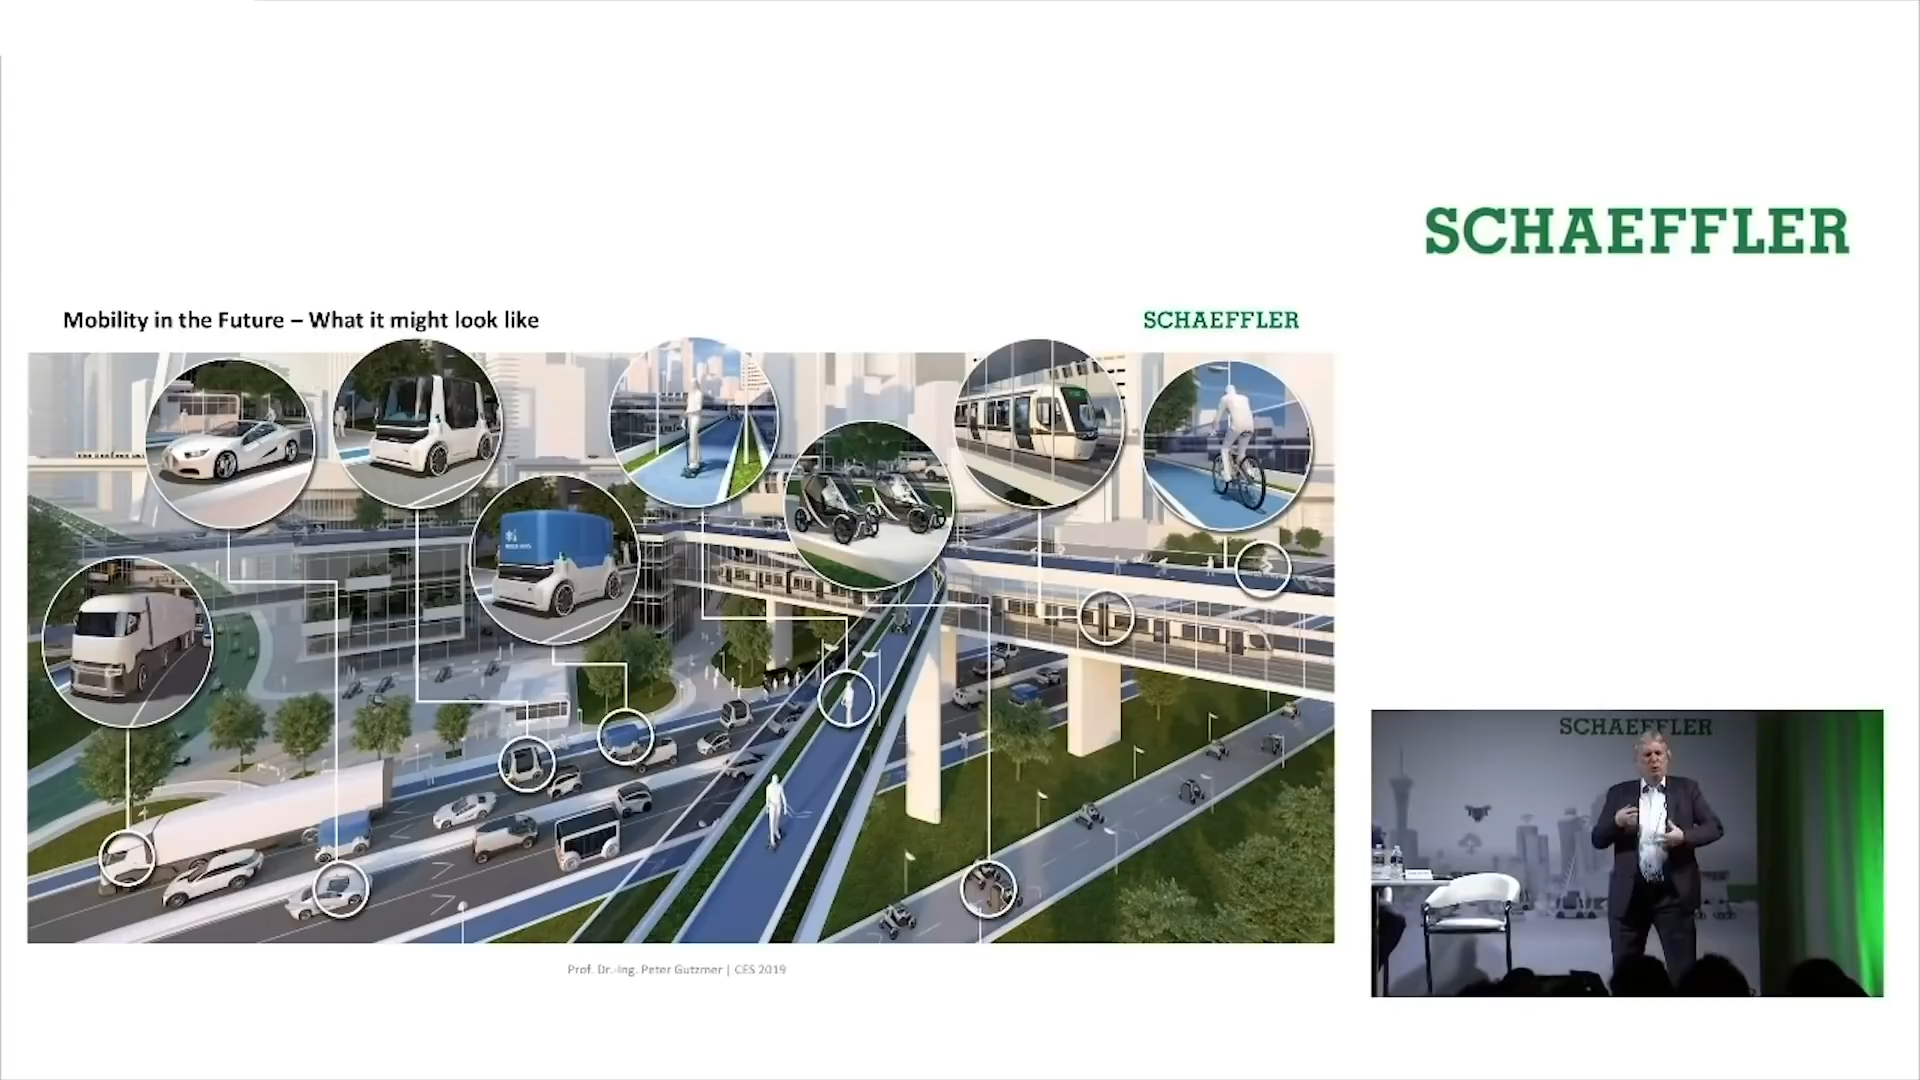 SCHAEFFLER
Mobility in the Future – What it might look like
SCHAEFFLER
Prof. Dr.-Ing. Peter Gutzmer | CES 2019
SCHAEFFLER